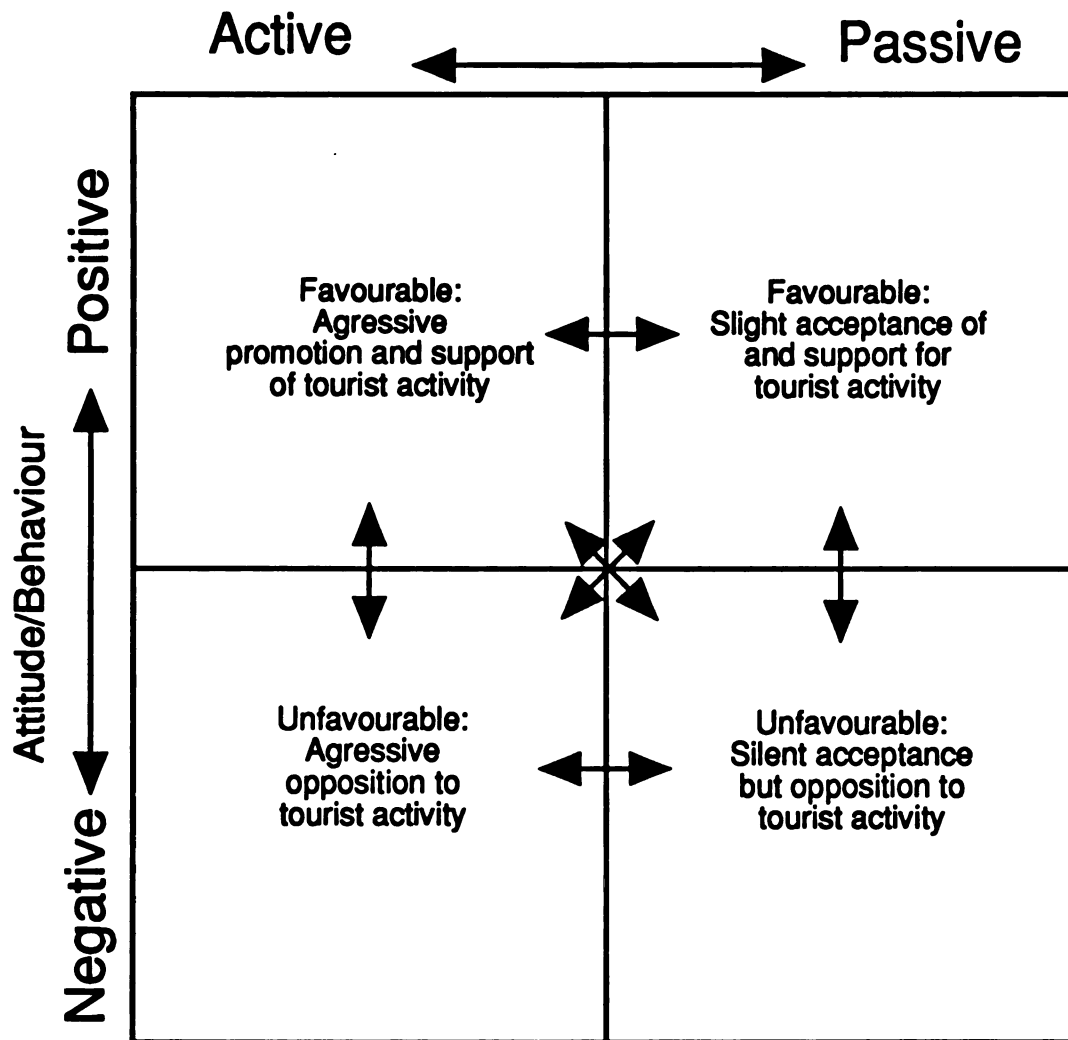 Active
Passive
Attitude/Behaviour
Positive
Negative
Favourable:
Agressive
promotion and support
of tourist activity
Favourable:
Slight acceptance of
and support for
tourist activity
Unfavourable:
Agressive
opposition to
tourist activity
Unfavourable:
Silent acceptance
but opposition to
tourist activity